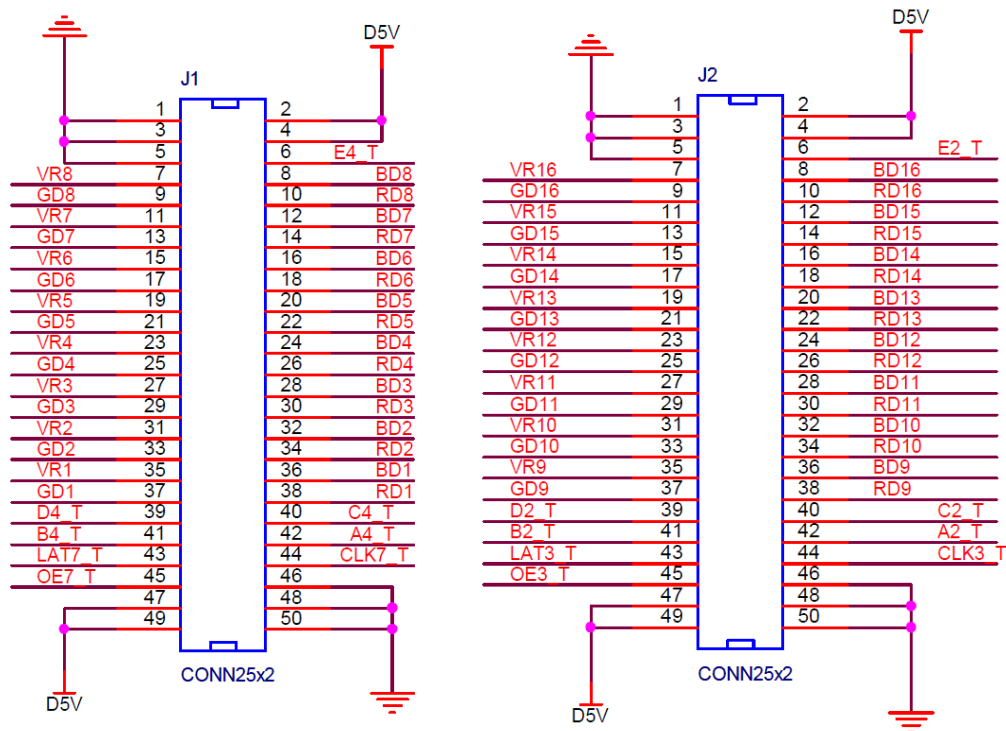 D5V
J1
1 2
3 4
5 6 E4_T
VR8 7 8 BD8
GD8 9 10 RD8
VR7 11 12 BD7
GD7 13 14 RD7
VR6 15 16 BD6
GD6 17 18 RD6
VR5 19 20 BD5
GD5 21 22 RD5
VR4 23 24 BD4
GD4 25 26 RD4
VR3 27 28 BD3
GD3 29 30 RD3
VR2 31 32 BD2
GD2 33 34 RD2
VR1 35 36 BD1
GD1 37 38 RD1
D4_T 39 40 C4_T
B4_T 41 42 A4_T
LAT7_T 43 44 CLK7_T
OE7_T 45 46
47 48
49 50
CONN25x2
D5V
D5V
J2
1 2
3 4
5 6 E2_T
VR16 7 8 BD16
GD16 9 10 RD16
VR15 11 12 BD15
GD15 13 14 RD15
VR14 15 16 BD14
GD14 17 18 RD14
VR13 19 20 BD13
GD13 21 22 RD13
VR12 23 24 BD12
GD12 25 26 RD12
VR11 27 28 BD11
GD11 29 30 RD11
VR10 31 32 BD10
GD10 33 34 RD10
VR9 35 36 BD9
GD9 37 38 RD9
D2_T 39 40 C2_T
B2_T 41 42 A2_T
LAT3_T 43 44 CLK3_T
OE3_T 45 46
47 48
49 50
CONN25x2
D5V